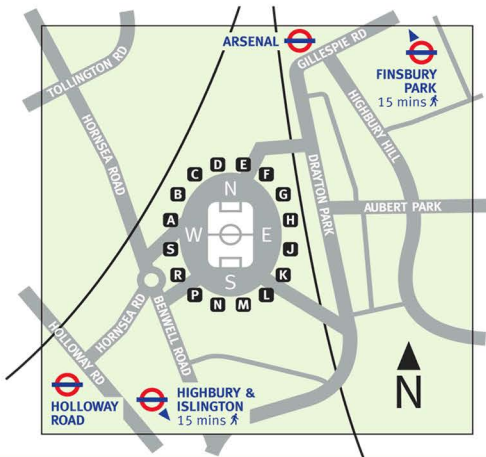 ARSENAL
GILLESPIE RD
FINSBURY
PARK
15 mins
TOLLINGTON RD
HORNSEA ROAD
HIGHBURY HILL
DRAYTON PARK
AUBERT PARK
D
E
C
F
B
G
A
H
S
J
R
K
P
L
N
M
N
W
E
S
HORNSEA RD
BENWELL ROAD
HOLLOWAY RD
HOLLOWAY
ROAD
HIGHBURY &
ISLINGTON
15 mins
N